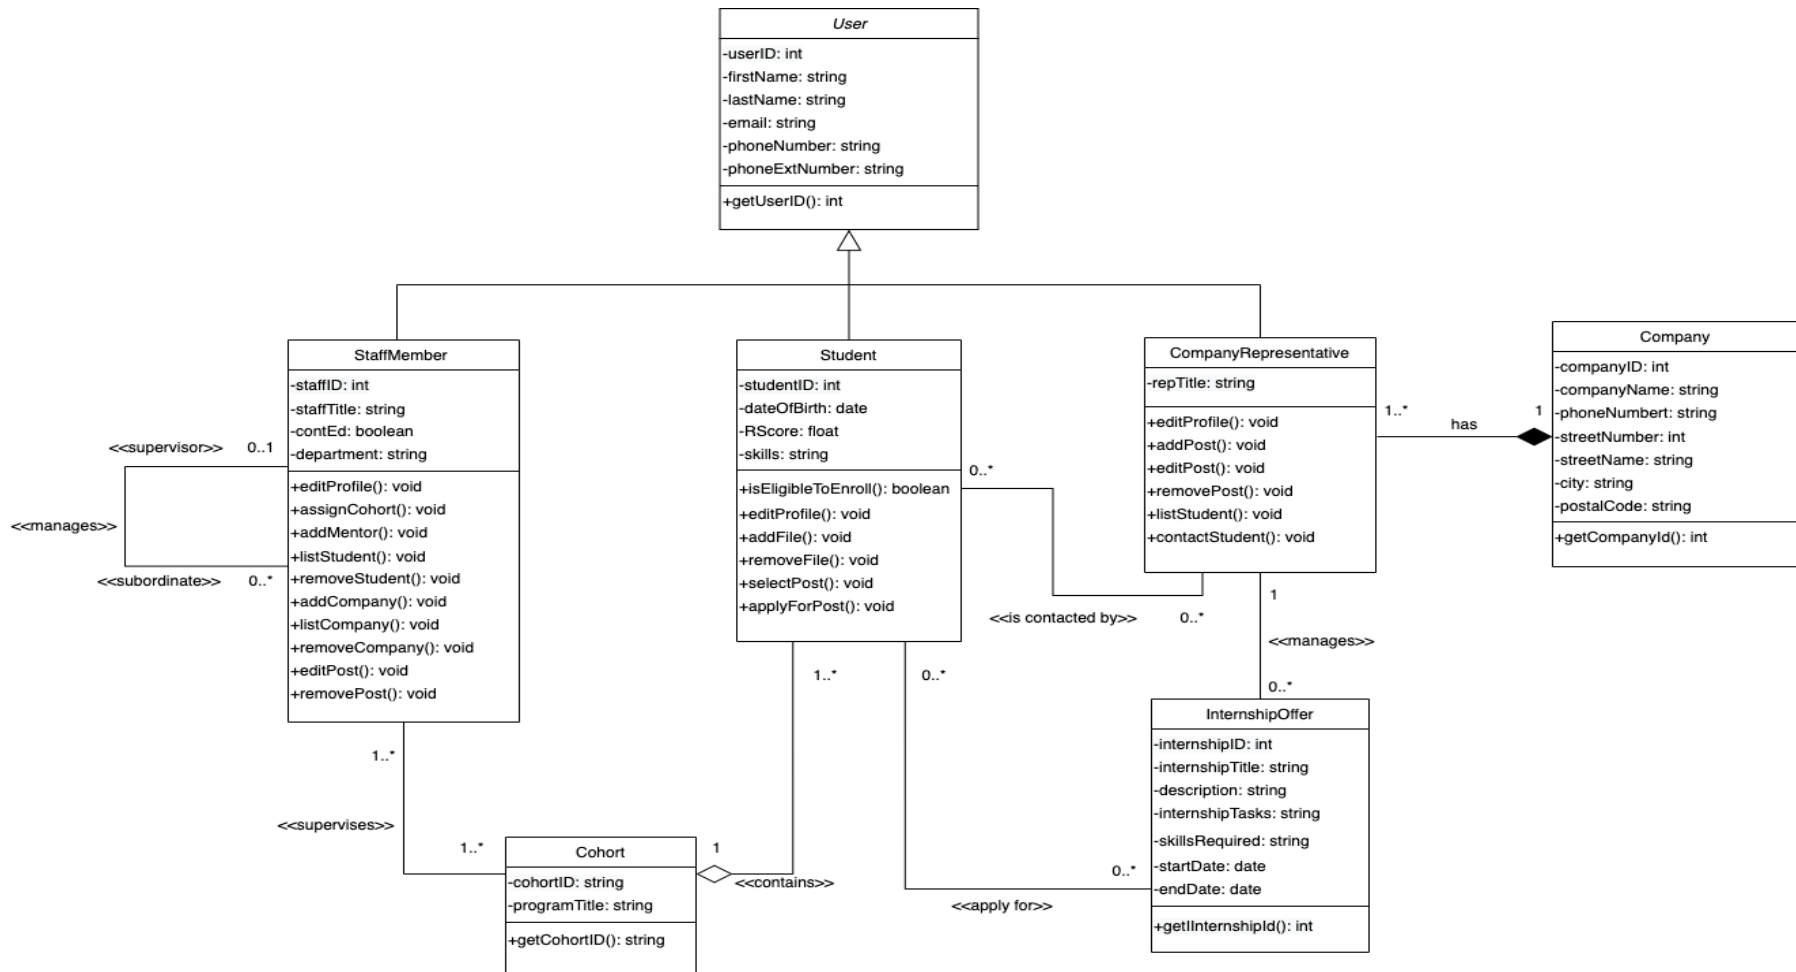 User
-userID: int
-firstName: string
-lastName: string
-email: string
-phoneNumber: string
-phoneExtNumber: string
+getUserID(): int
StaffMember
-staffID: int
-staffTitle: string
-contEd: boolean
-department: string
+editProfile(): void
+assignCohort(): void
+addMentor(): void
+listStudent(): void
+removeStudent(): void
+addCompany(): void
+listCompany(): void
+removeCompany(): void
+editPost(): void
+removePost(): void
<<supervisor>>
0..1
<<manages>>
<<subordinate>>
0..*
Student
-studentID: int
-dateOfBirth: date
-RScore: float
-skills: string
+isEligibleToEnroll(): boolean
+editProfile(): void
+addFile(): void
+removeFile(): void
+selectPost(): void
+applyForPost(): void
0..*
<<is contacted by>>
0..*
CompanyRepresentative
-repTitle: string
+editProfile(): void
+addPost(): void
+editPost(): void
+removePost(): void
+listStudent(): void
+contactStudent(): void
1..*
has
1
Company
-companyID: int
-companyName: string
-phoneNumbert: string
-streetNumber: int
-streetName: string
-city: string
-postalCode: string
+getCompanyId(): int
1
<<manages>>
0..*
1..*
<<supervises>>
1..*
Cohort
-cohortID: string
-programTitle: string
+getCohortID(): string
1
<<contains>>
1..*
0..*
<<apply for>>
0..*
InternshipOffer
-internshipID: int
-internshipTitle: string
-description: string
-internshipTasks: string
-skillsRequired: string
-startDate: date
-endDate: date
+getIInternshipId(): int